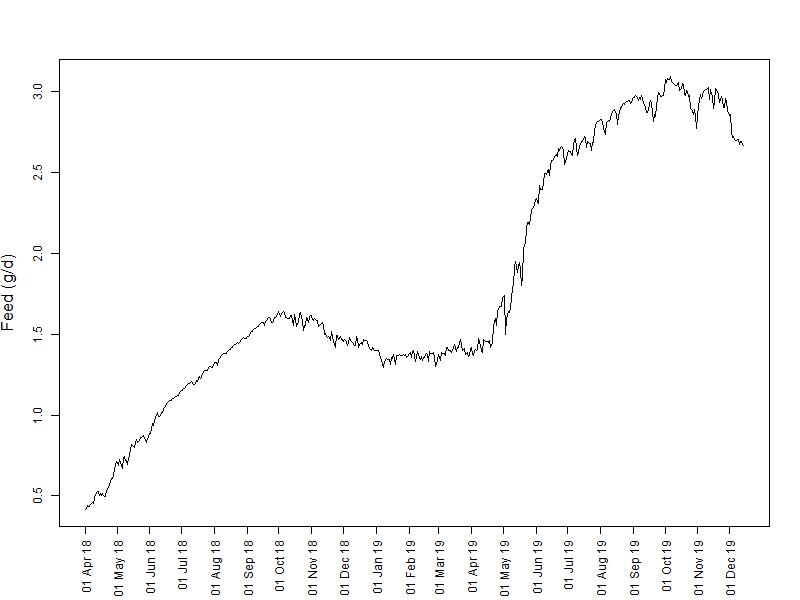 Feed (g/d)
3.0
2.5
2.0
1.5
1.0
0.5
01 Apr 18
01 May 18
01 Jun 18
01 Jul 18
01 Aug 18
01 Sep 18
01 Oct 18
01 Nov 18
01 Dec 18
01 Jan 19
01 Feb 19
01 Mar 19
01 Apr 19
01 May 19
01 Jun 19
01 Jul 19
01 Aug 19
01 Sep 19
01 Oct 19
01 Nov 19
01 Dec 19